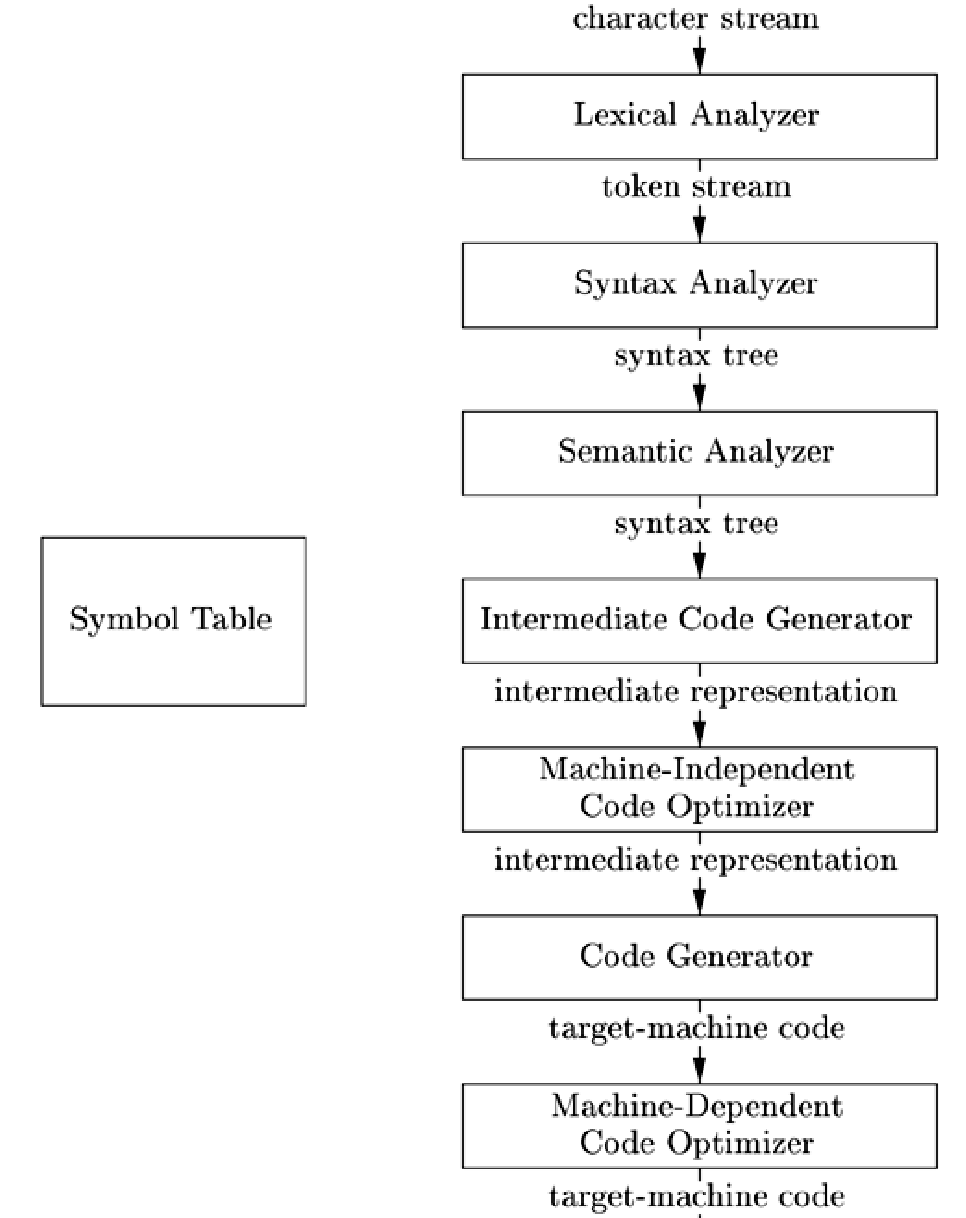 character stream
Lexical Analyzer
token stream
Syntax Analyzer
syntax tree
Semantic Analyzer
syntax tree
Symbol Table
Intermediate Code Generator
intermediate representation
Machine-Independent
Code Optimizer
intermediate representation
Code Generator
target-machine code
Machine-Dependent
Code Optimizer
target-machine code